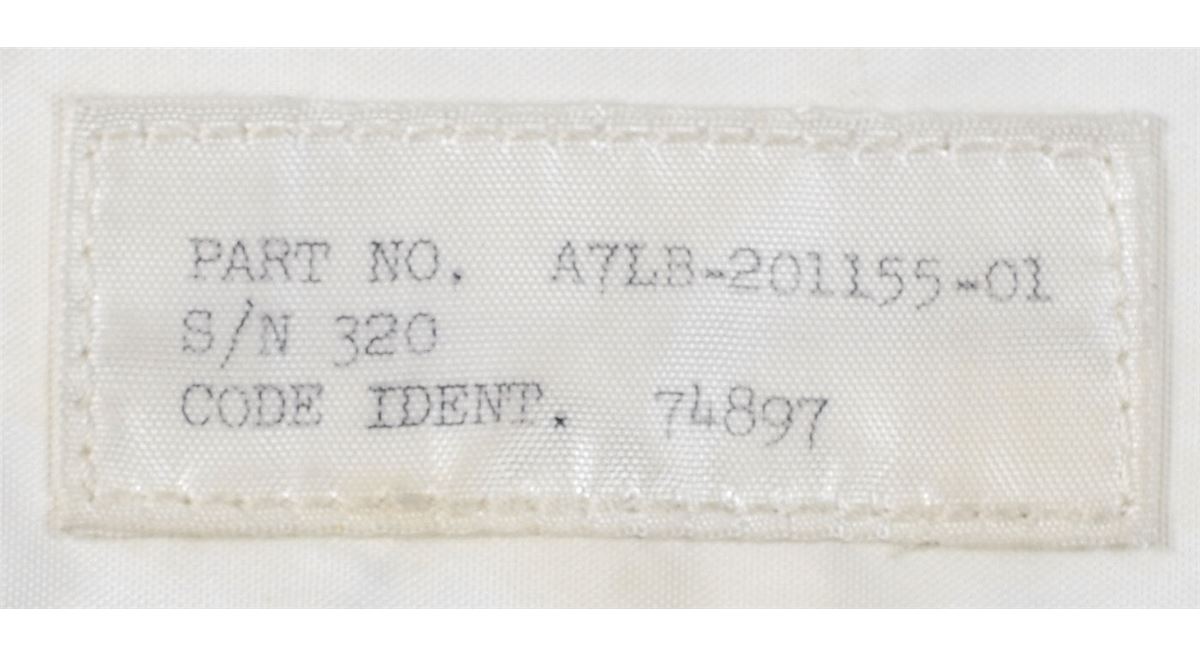 PART NO. A7LB-201155-01
S/N 320
CODE IDENT. 74897